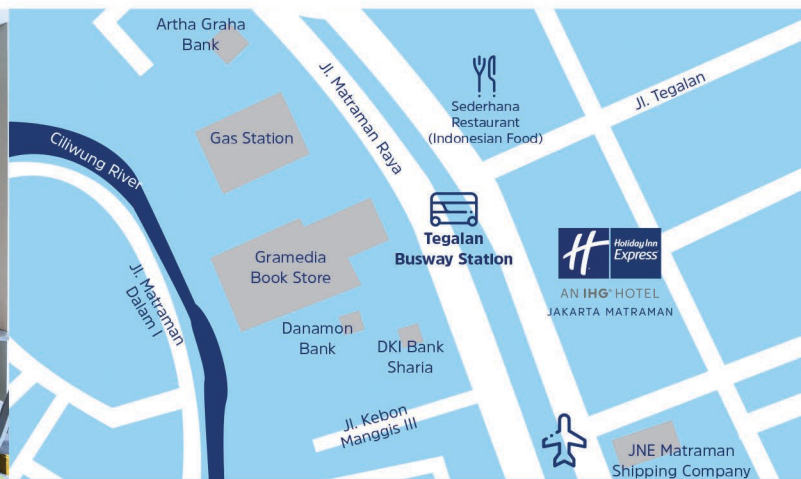 Artha Graha
Bank
Jl. Matraman Raya
Sederhana
Restaurant
(Indonesian Food)
Jl. Tegalan
Gas Station
Ciliwung River
Tegalan
Busway Station
Holiday Inn
Express
AN IHG® HOTEL
JAKARTA MATRAMAN
Gramedia
Book Store
Jl. Matraman
Dalam I
Danamon
Bank
DKI Bank
Sharia
Jl. Kebon
Manggis III
JNE Matraman
Shipping Company